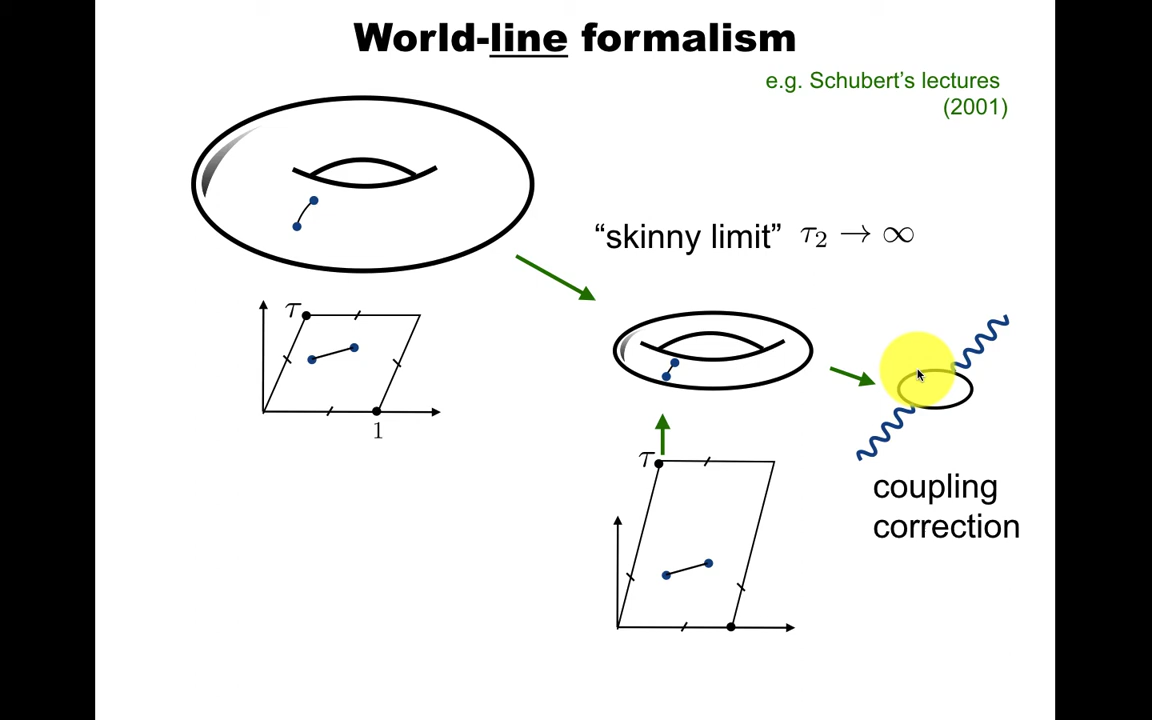 World-line formalism
e.g. Schubert's lectures
(2001)
“skinny limit” τ₂ → ∞
τ
1
τ
coupling
correction